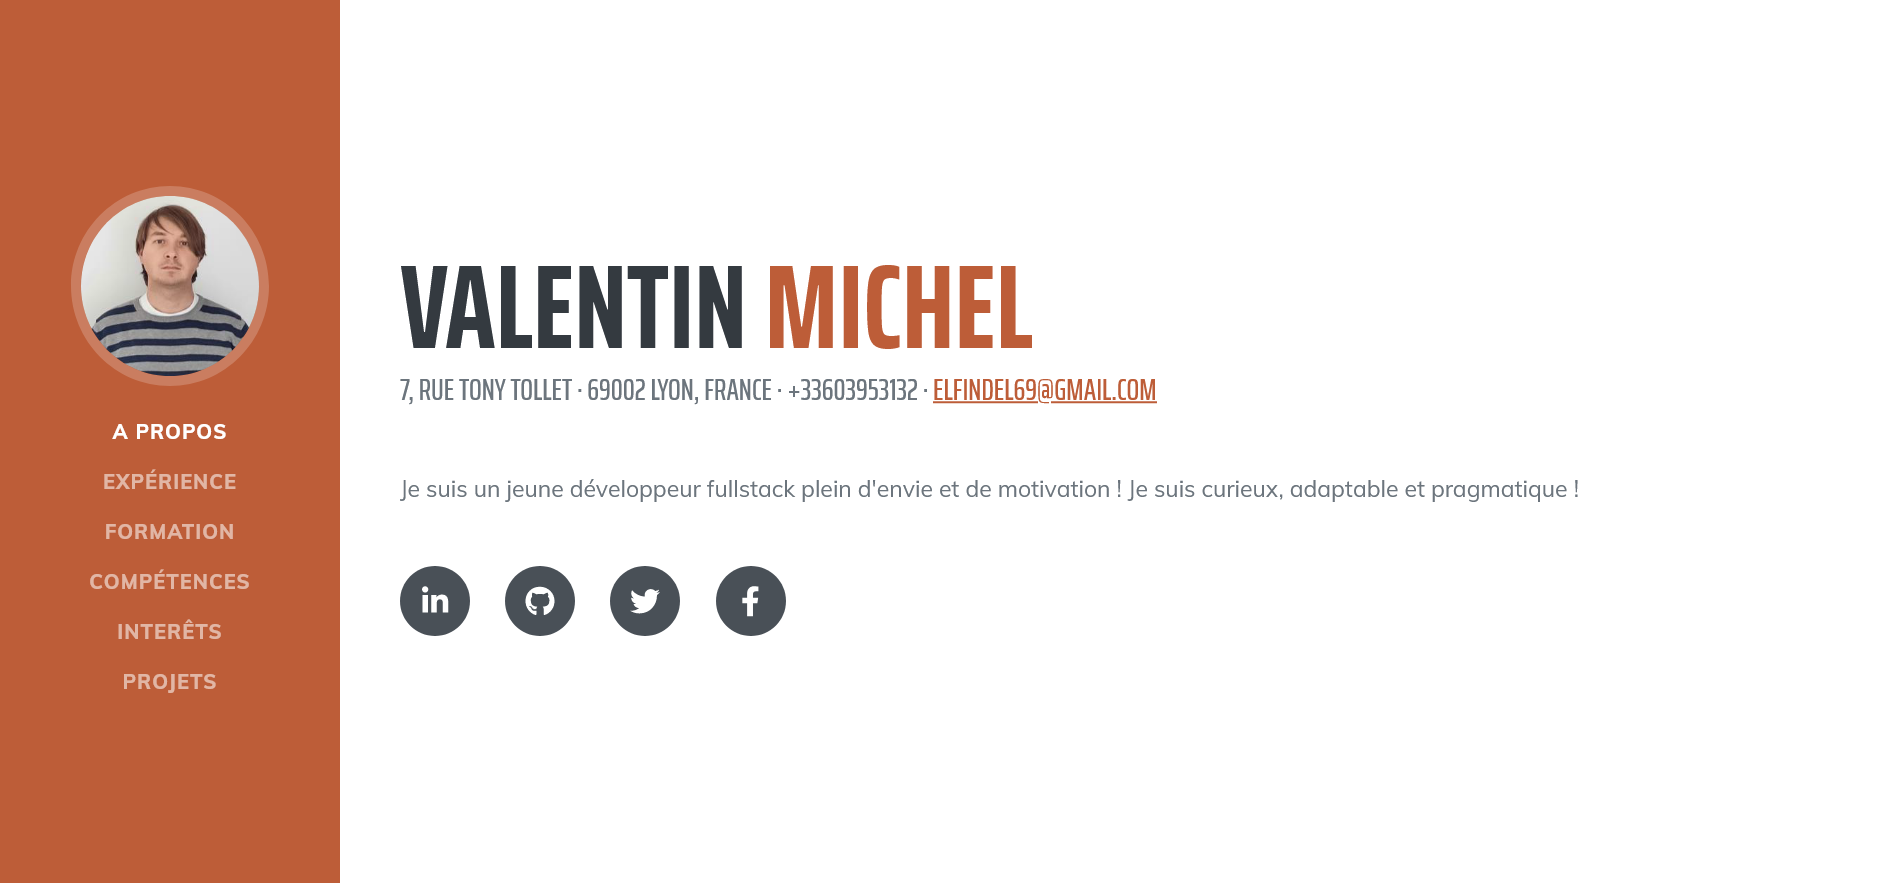 A PROPOS
EXPÉRIENCE
FORMATION
COMPÉTENCES
INTERÊTS
PROJETS
VALENTIN MICHEL
7, RUE TONY TOLLET · 69002 LYON, FRANCE · +33603953132 · ELFINDEL69@GMAIL.COM
Je suis un jeune développeur fullstack plein d'envie et de motivation ! Je suis curieux, adaptable et pragmatique !